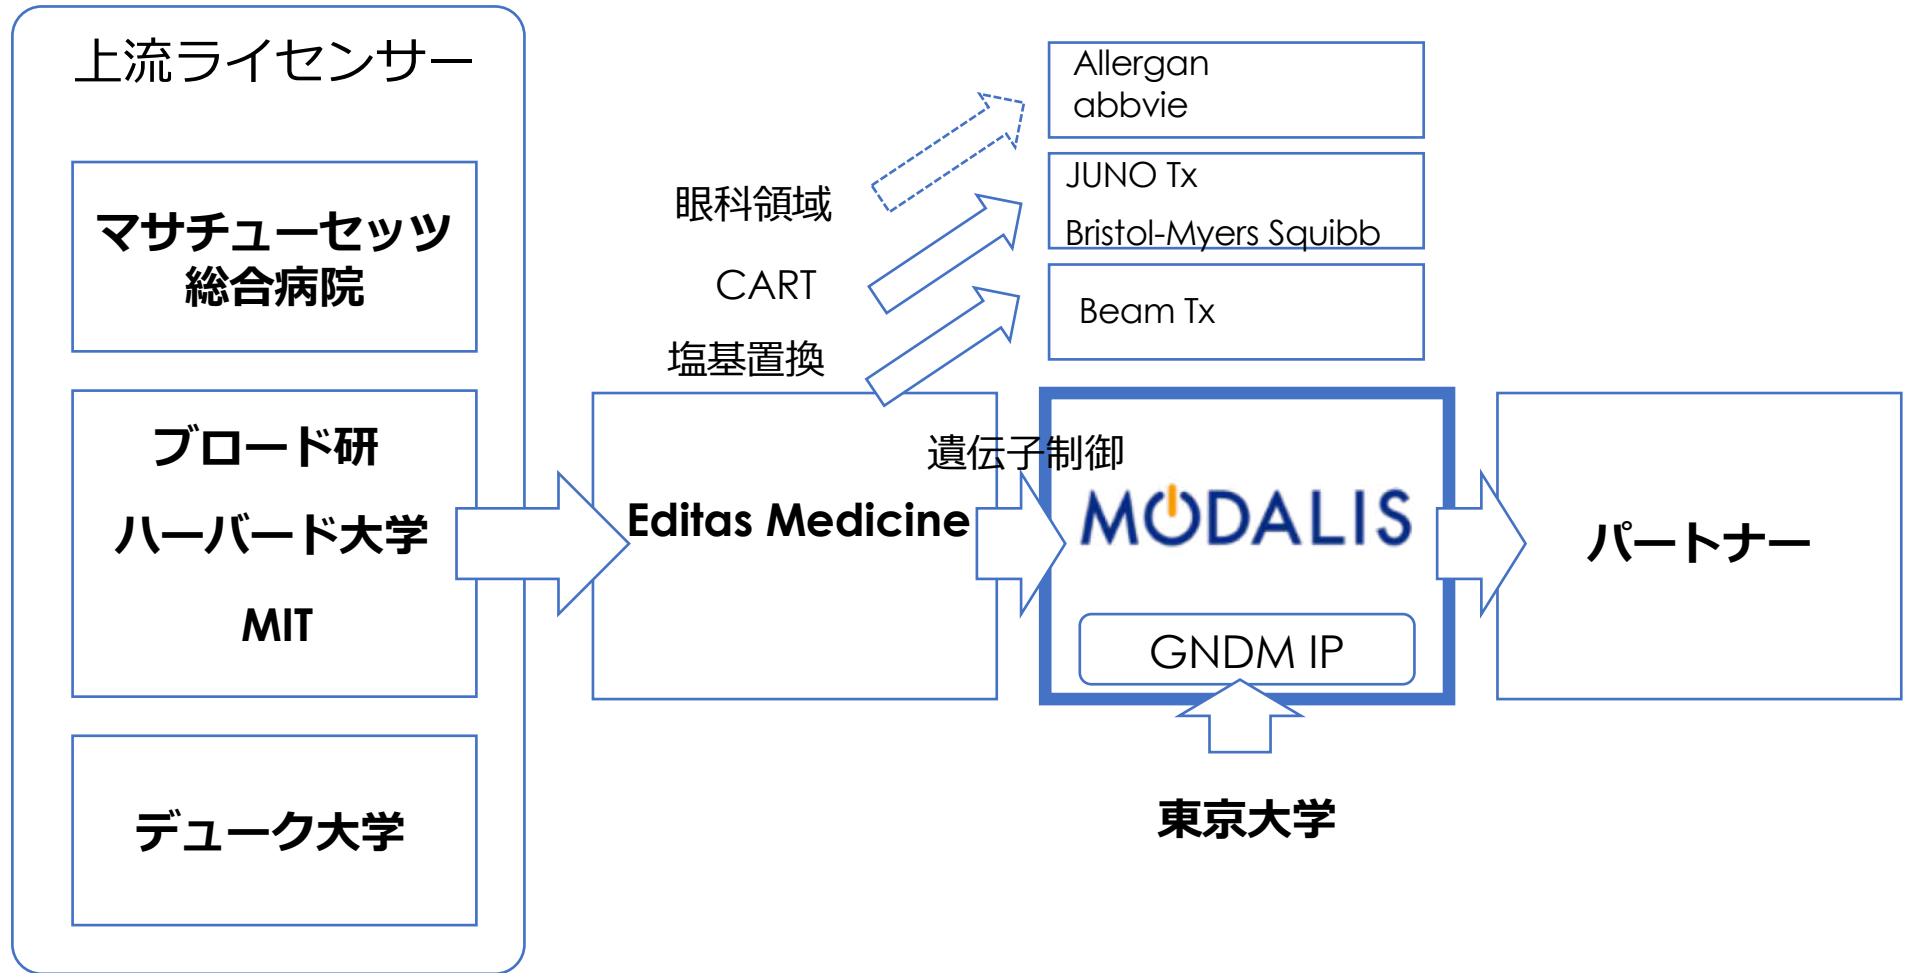 上流ライセンサー
マサチューセッツ
総合病院
ブロード研
ハーバード大学
MIT
デューク大学
眼科領域
CART
塩基置換
Allergan
abbvie
JUNO Tx
Bristol-Myers Squibb
Beam Tx
Editas Medicine
遺伝子制御
MODALIS
GNDM IP
東京大学
パートナー